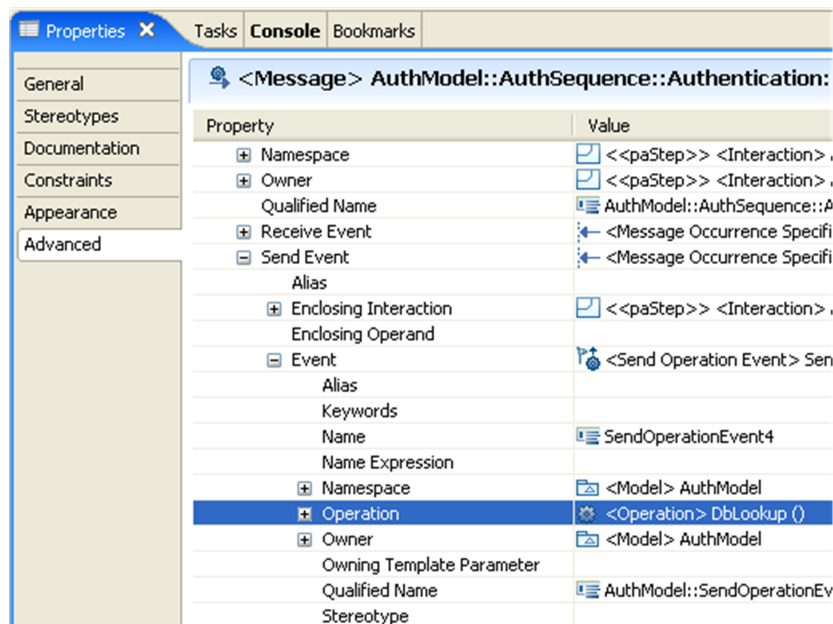 Properties Tasks Console Bookmarks
<Message> AuthModel::AuthSequence::Authentication:
General
Stereotypes
Documentation
Constraints
Appearance
Advanced
Property Value
Namespace <<paStep>> <Interaction>
Owner <<paStep>> <Interaction>
Qualified Name AuthModel::AuthSequence::A
Receive Event <Message Occurrence Specifi
Send Event <Message Occurrence Specifi
Alias
Enclosing Interaction <<paStep>> <Interaction>
Enclosing Operand
Event <Send Operation Event> Sen
Alias
Keywords
Name SendOperationEvent4
Name Expression
Namespace <Model> AuthModel
Operation <Operation> DbLookup ()
Owner <Model> AuthModel
Owning Template Parameter
Qualified Name AuthModel::SendOperationEv
Stereotype